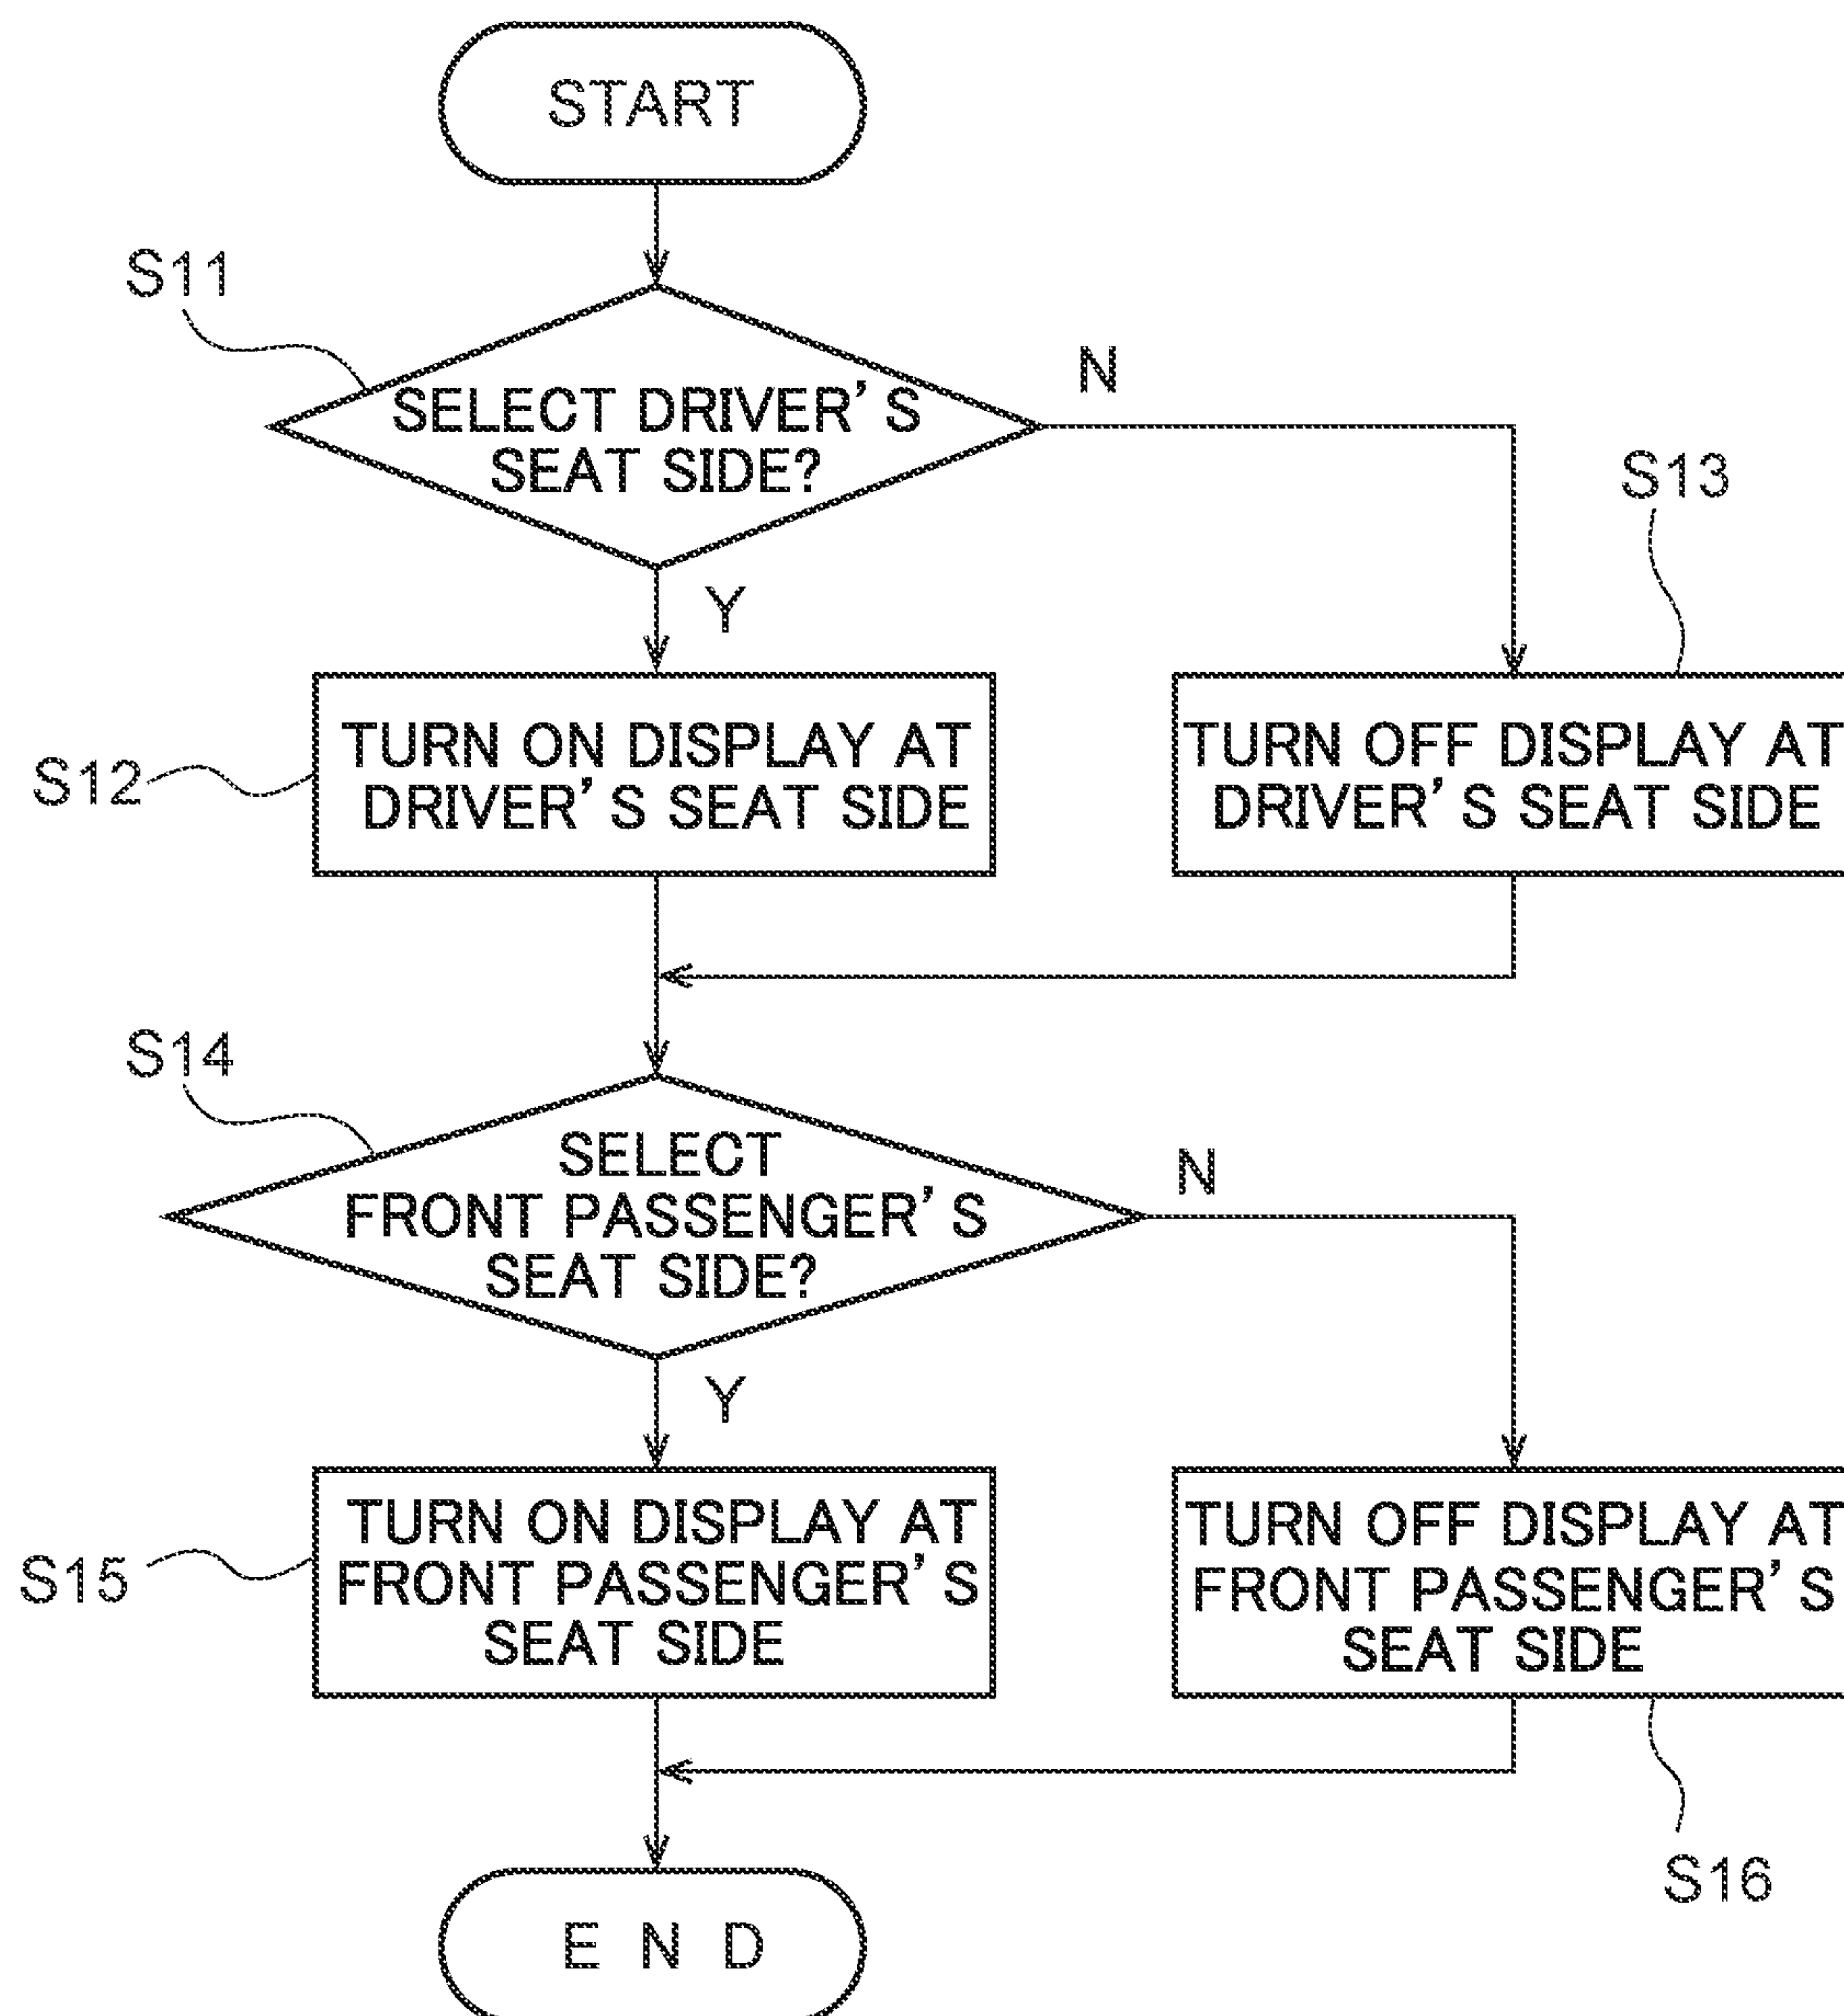 START
S11
SELECT DRIVER'S
SEAT SIDE?
N
Y
S13
S12
TURN ON DISPLAY AT
DRIVER'S SEAT SIDE
TURN OFF DISPLAY AT
DRIVER'S SEAT SIDE
S14
SELECT
FRONT PASSENGER'S
SEAT SIDE?
N
Y
S15
TURN ON DISPLAY AT
FRONT PASSENGER'S
SEAT SIDE
TURN OFF DISPLAY AT
FRONT PASSENGER'S
SEAT SIDE
S16
END